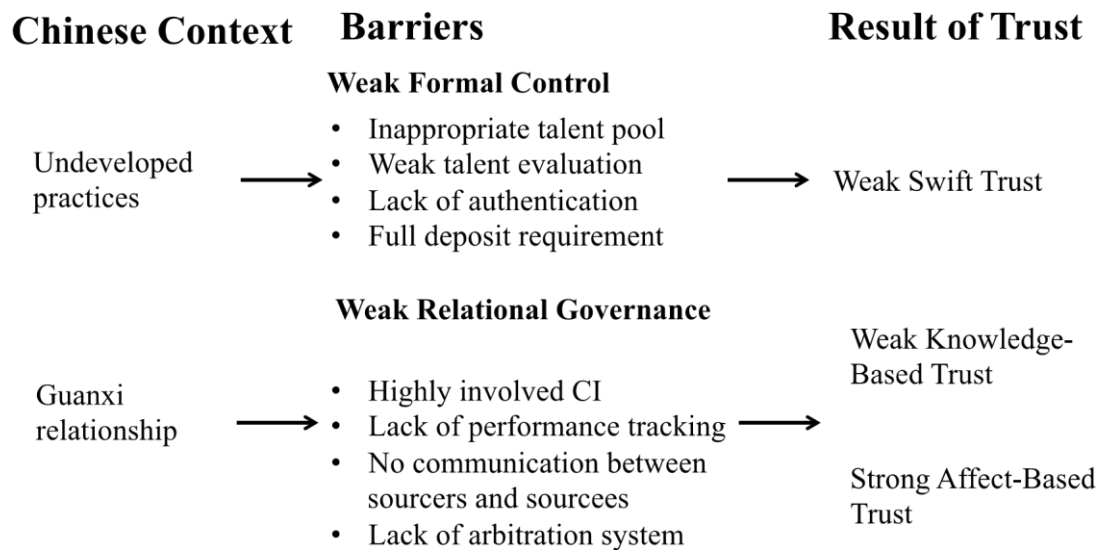 Chinese Context
Barriers
Result of Trust
Weak Formal Control
Undeveloped
practices
• Inappropriate talent pool
• Weak talent evaluation
• Lack of authentication
• Full deposit requirement
Weak Swift Trust
Weak Relational Governance
Guanxi
relationship
• Highly involved CI
• Lack of performance tracking
• No communication between
sourcers and sourcees
• Lack of arbitration system
Weak Knowledge-
Based Trust
Strong Affect-Based
Trust